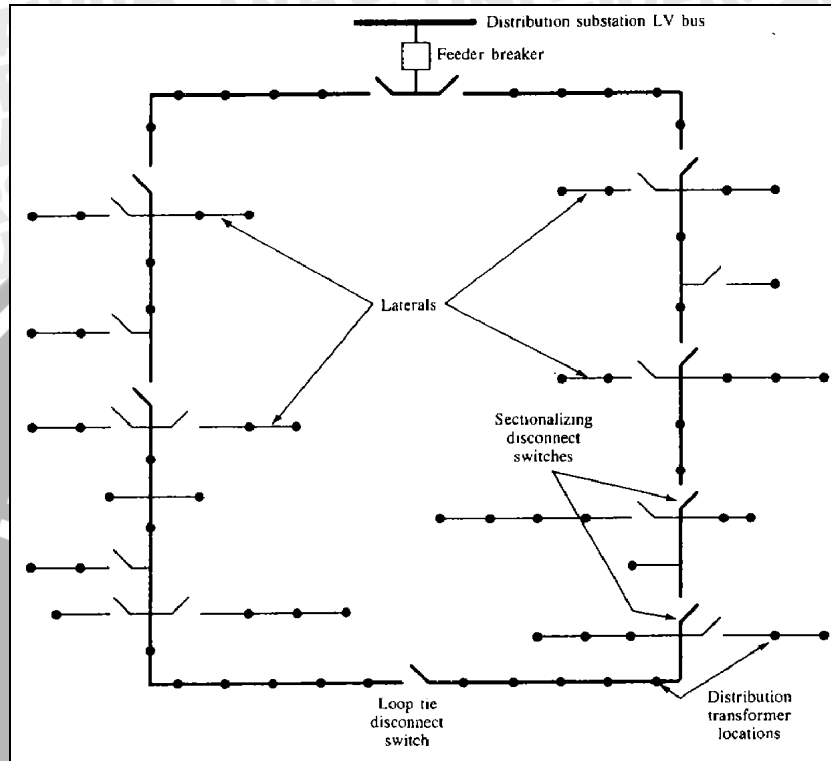 Distribution substation LV bus
Feeder breaker
Laterals
Sectionalizing
disconnect
switches
Loop tie
disconnect
switch
Distribution
transformer
locations